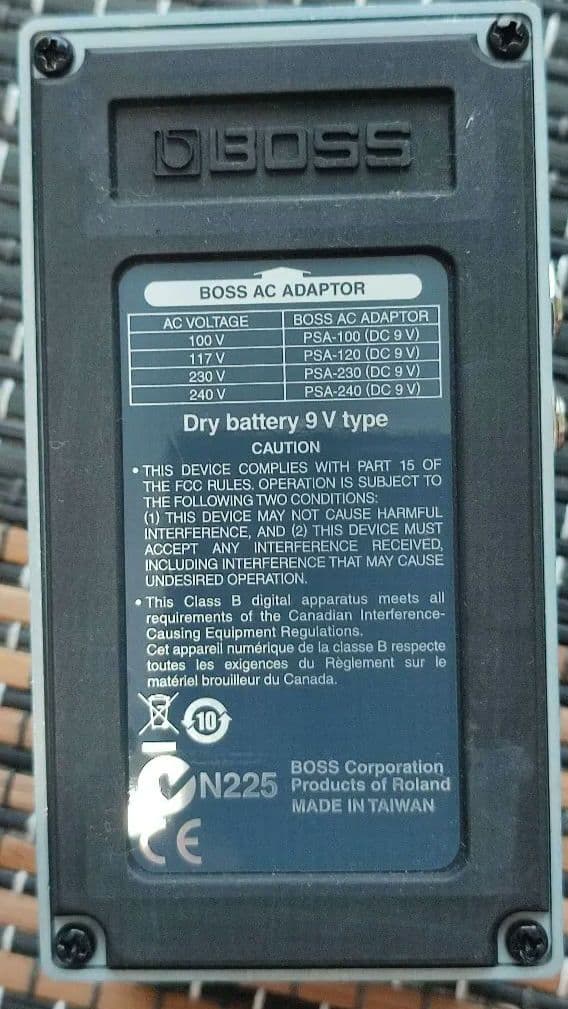 BOSS
BOSS AC ADAPTOR
AC VOLTAGE BOSS AC ADAPTOR
100 V PSA-100 (DC 9 V)
117 V PSA-120 (DC 9 V)
230 V PSA-230 (DC 9 V)
240 V PSA-240 (DC 9 V)
Dry battery 9 V type
CAUTION
• THIS DEVICE COMPLIES WITH PART 15 OF
THE FCC RULES. OPERATION IS SUBJECT TO
THE FOLLOWING TWO CONDITIONS:
(1) THIS DEVICE MAY NOT CAUSE HARMFUL
INTERFERENCE, AND (2) THIS DEVICE MUST
ACCEPT ANY INTERFERENCE RECEIVED,
INCLUDING INTERFERENCE THAT MAY CAUSE
UNDESIRED OPERATION.
• This Class B digital apparatus meets all
requirements of the Canadian Interference-
Causing Equipment Regulations.
Cet appareil numérique de la classe B respecte
toutes les exigences du Règlement sur le
matériel brouilleur du Canada.
10
N225
BOSS Corporation
Products of Roland
MADE IN TAIWAN
CE